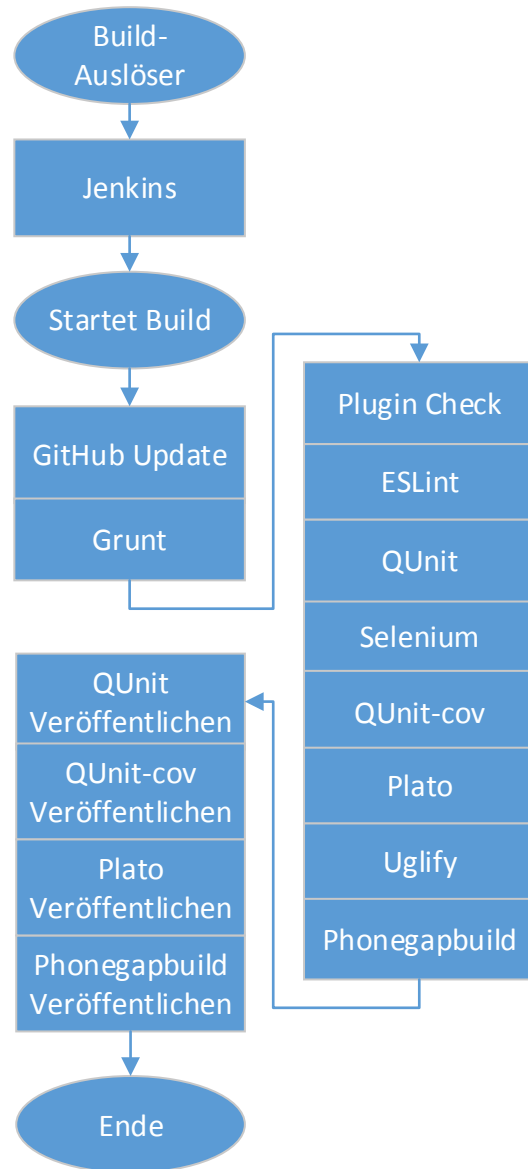 Build-
Auslöser
Jenkins
Startet Build
GitHub Update
Grunt
Plugin Check
ESLint
QUnit
Selenium
QUnit-cov
Plato
Uglify
Phonegapbuild
QUnit
Veröffentlichen
QUnit-cov
Veröffentlichen
Plato
Veröffentlichen
Phonegapbuild
Veröffentlichen
Ende